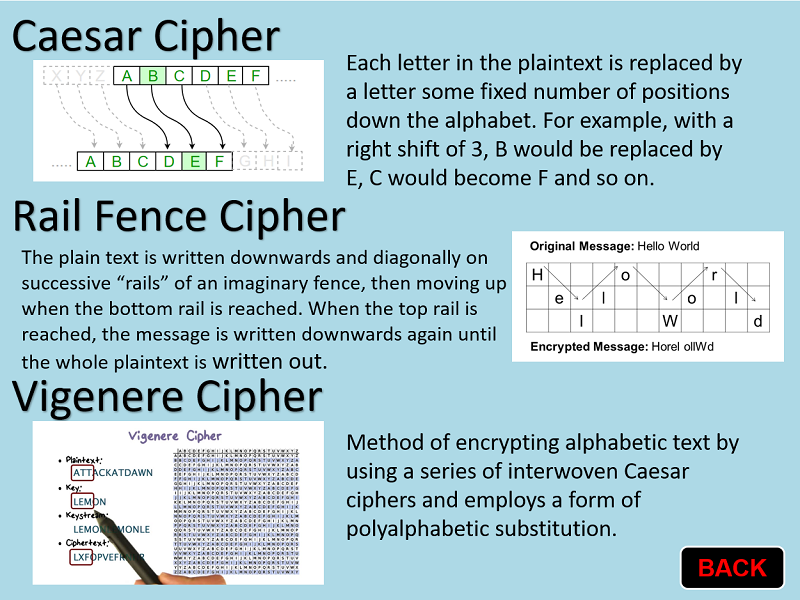 Caesar Cipher
X Y Z A B C D E F .....
..... A B C D E F G H I
Each letter in the plaintext is replaced by
a letter some fixed number of positions
down the alphabet. For example, with a
right shift of 3, B would be replaced by
E, C would become F and so on.
Rail Fence Cipher
The plain text is written downwards and diagonally on
successive “rails” of an imaginary fence, then moving up
when the bottom rail is reached. When the top rail is
reached, the message is written downwards again until
the whole plaintext is written out.
Original Message: Hello World
H o r
e l o l
l W d
Encrypted Message: Horel ollWd
Vigenere Cipher
Vigenere Cipher
• Plaintext:
ATTACKATDAWN
• Key:
LEMON
• Keystream:
• Ciphertext:
Method of encrypting alphabetic text by
using a series of interwoven Caesar
ciphers and employs a form of
polyalphabetic substitution.
BACK